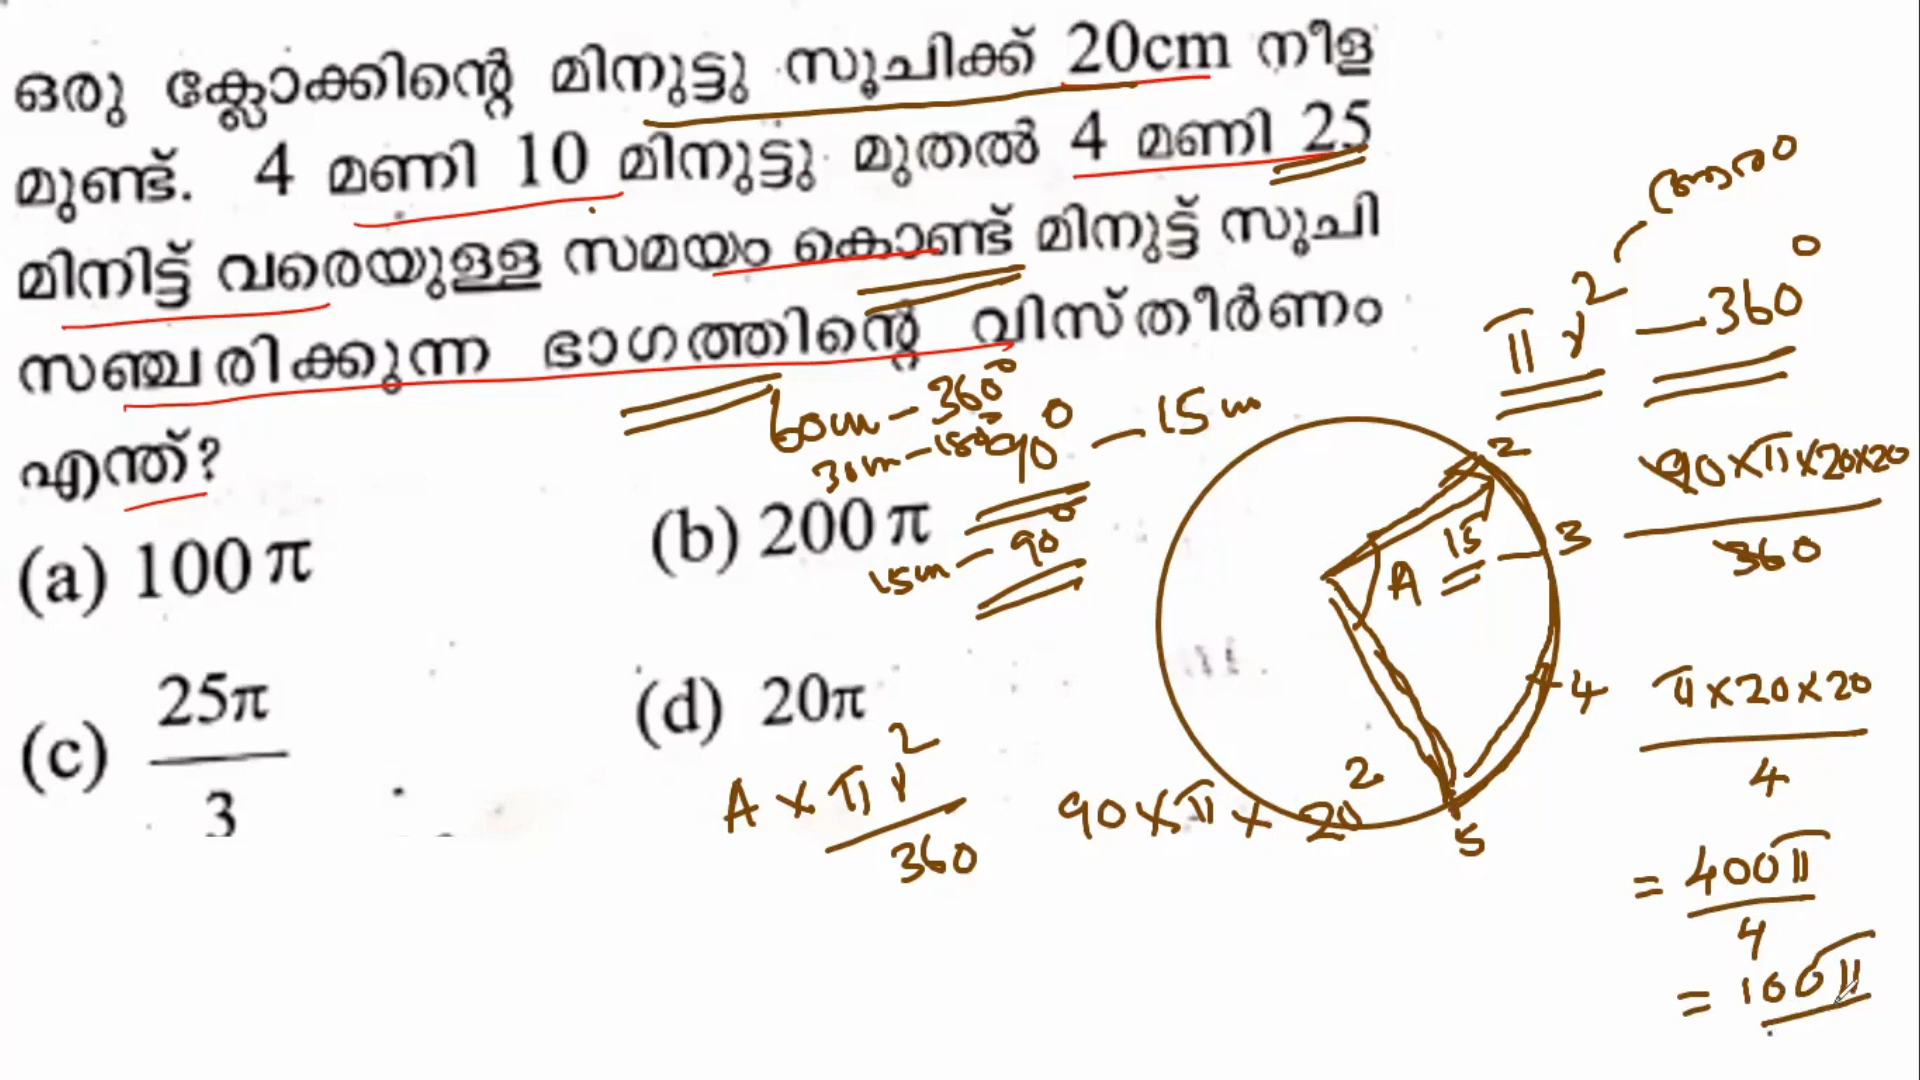 ഒരു ക്ലോക്കിന്റെ മിനുട്ടു സൂചിക്ക് 20cm നീള
മുണ്ട്. 4 മണി 10 മിനുട്ടു മുതൽ 4 മണി 25
മിനിട്ട് വരെയുള്ള സമയം കൊണ്ട് മിനുട്ട് സൂചി
സഞ്ചരിക്കുന്ന ഭാഗത്തിന്റെ വിസ്തീർണം
എന്ത്?
(a) 100π (b) 200π
(c) 25π/3 (d) 20π
60m – 360°
30m – 180°
90° – 15m
15m – 90°
A × πr²
360
90 × π × 20²
2
15 – 3
A
4
5
πr² – 360°
90×π×20×20
360
π×20×20
4
= 400π
4
= 100π